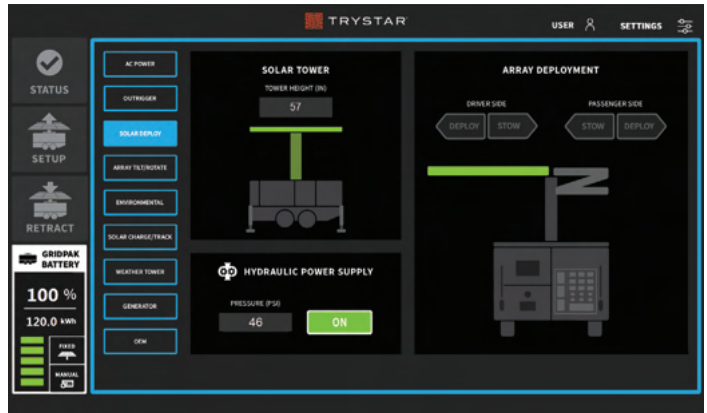 TRYSTAR
USER
SETTINGS
STATUS
SETUP
RETRACT
GRIDPAK
BATTERY
100 %
120.0 kWh
FIXED
MANUAL
AC POWER
OUTRIGGER
SOLAR DEPLOY
ARRAY TILT/ROTATE
ENVIRONMENTAL
SOLAR CHARGE/TRACK
WEATHER TOWER
GENERATOR
OEM
SOLAR TOWER
TOWER HEIGHT (IN)
57
HYDRAULIC POWER SUPPLY
PRESSURE (PSI)
46
ON
ARRAY DEPLOYMENT
DRIVER SIDE
PASSENGER SIDE
DEPLOY
STOW
STOW
DEPLOY